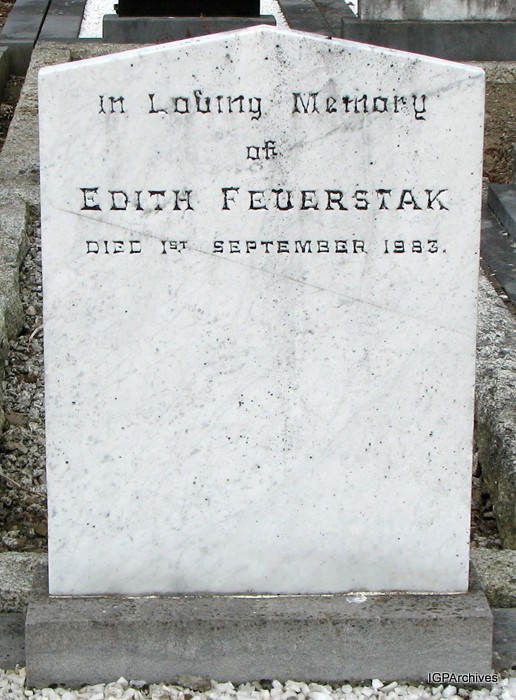 In Loving Memory
of
EDITH FEUERSTAK
DIED 1ST SEPTEMBER 1983.
IGPArchives